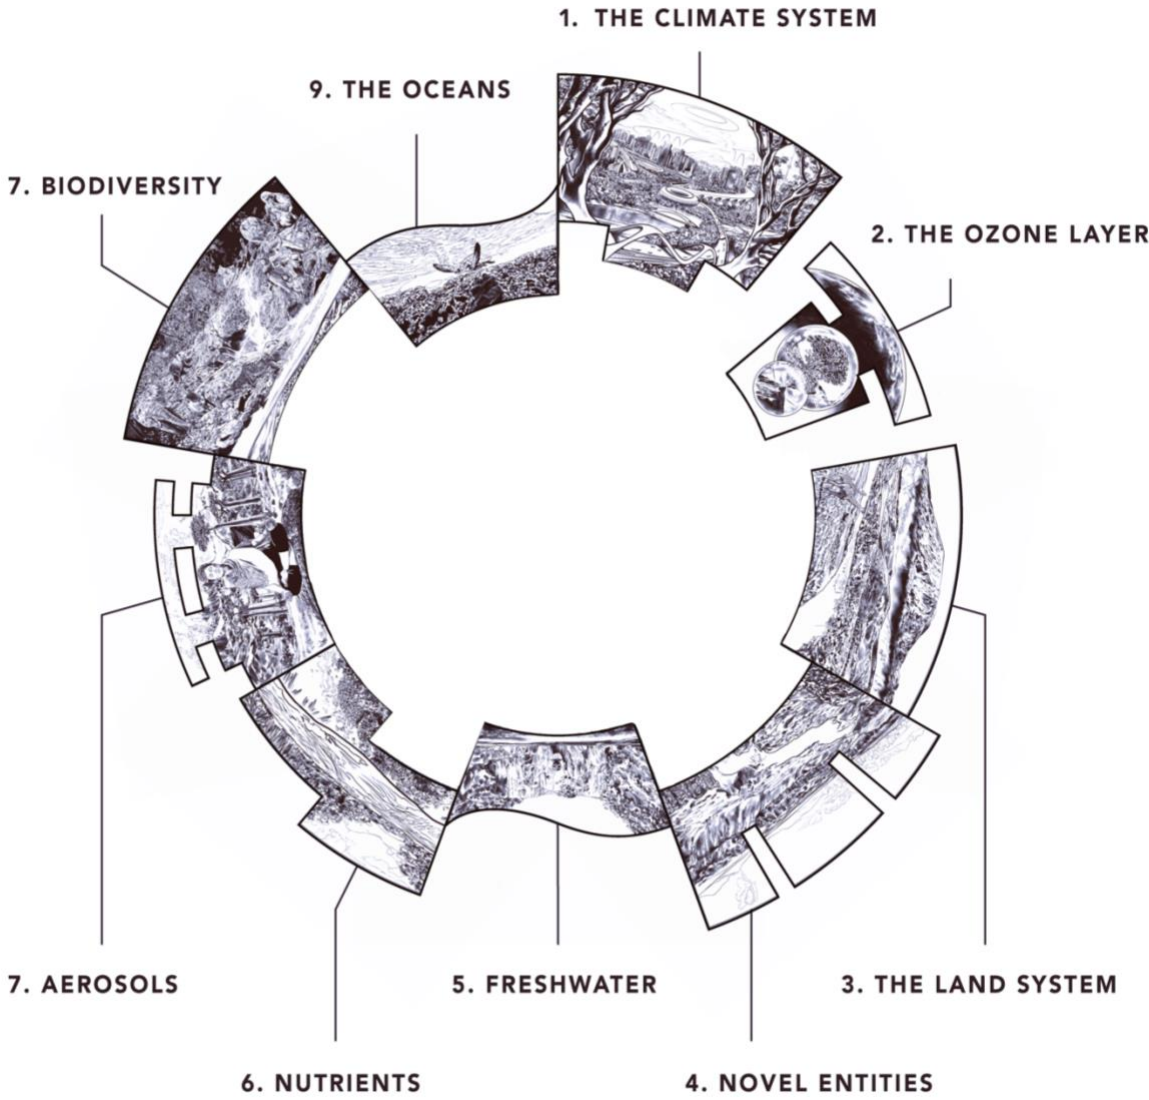 1. THE CLIMATE SYSTEM
9. THE OCEANS
7. BIODIVERSITY
2. THE OZONE LAYER
7. AEROSOLS
5. FRESHWATER
3. THE LAND SYSTEM
6. NUTRIENTS
4. NOVEL ENTITIES